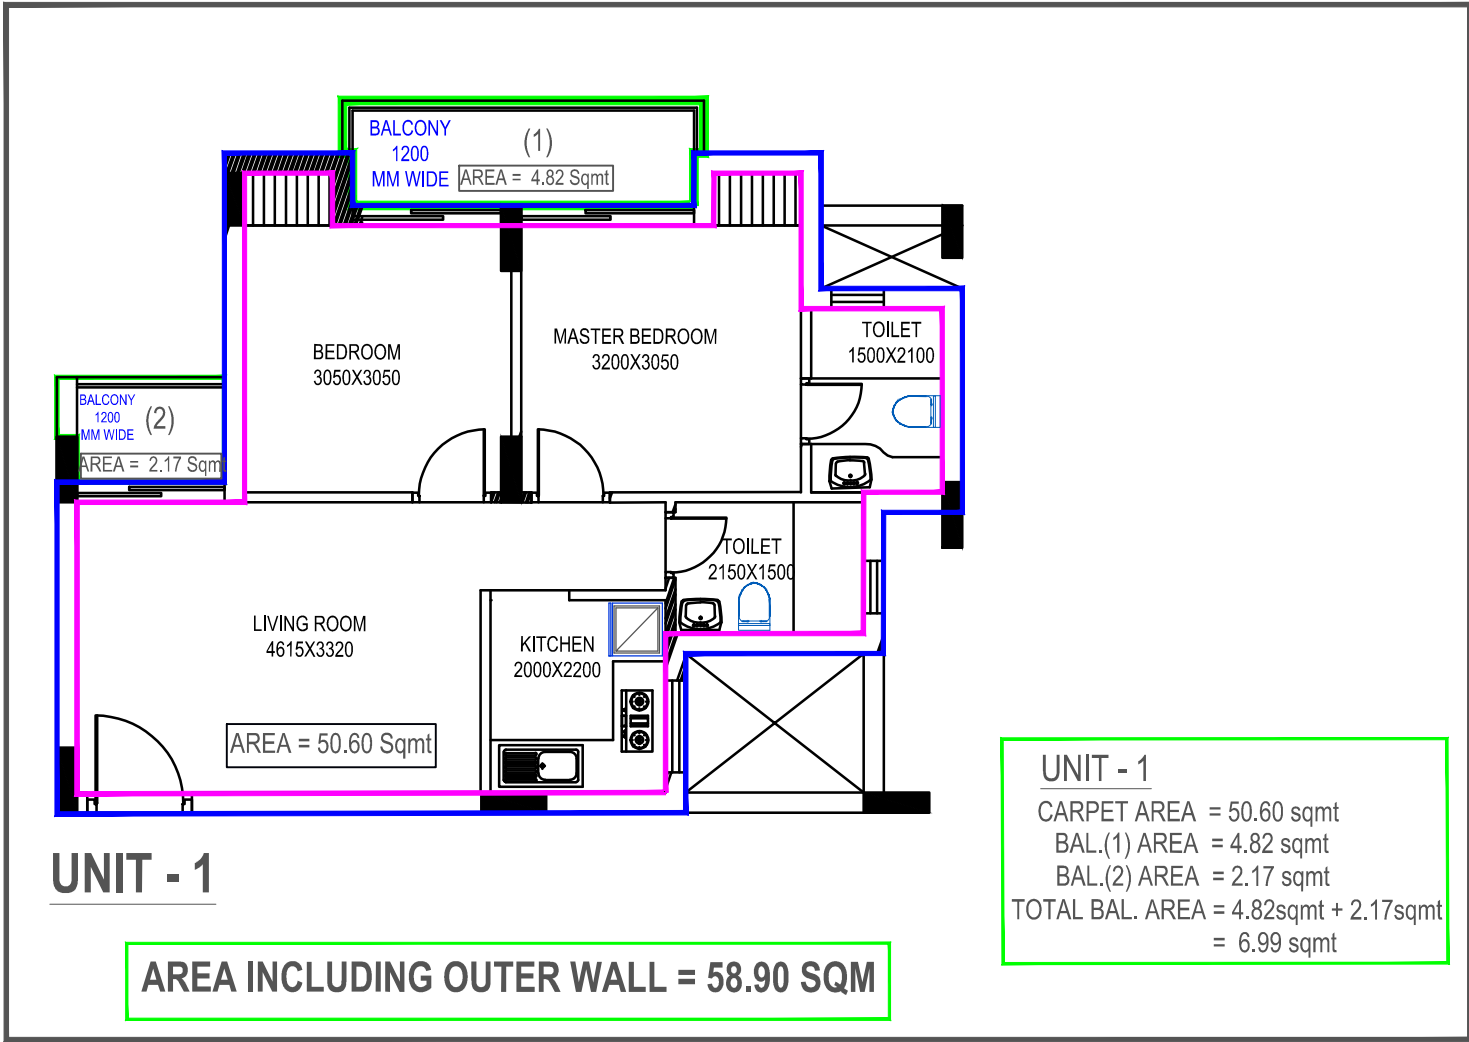 BALCONY
1200
MM WIDE
(1)
AREA = 4.82 Sqmt
BEDROOM
3050X3050
MASTER BEDROOM
3200X3050
TOILET
1500X2100
BALCONY
1200
MM WIDE
(2)
AREA = 2.17 Sqmt
TOILET
2150X1500
LIVING ROOM
4615X3320
KITCHEN
2000X2200
AREA = 50.60 Sqmt
UNIT - 1
CARPET AREA = 50.60 sqmt
BAL.(1) AREA = 4.82 sqmt
BAL.(2) AREA = 2.17 sqmt
TOTAL BAL. AREA = 4.82sqmt + 2.17sqmt
= 6.99 sqmt
UNIT - 1
AREA INCLUDING OUTER WALL = 58.90 SQM